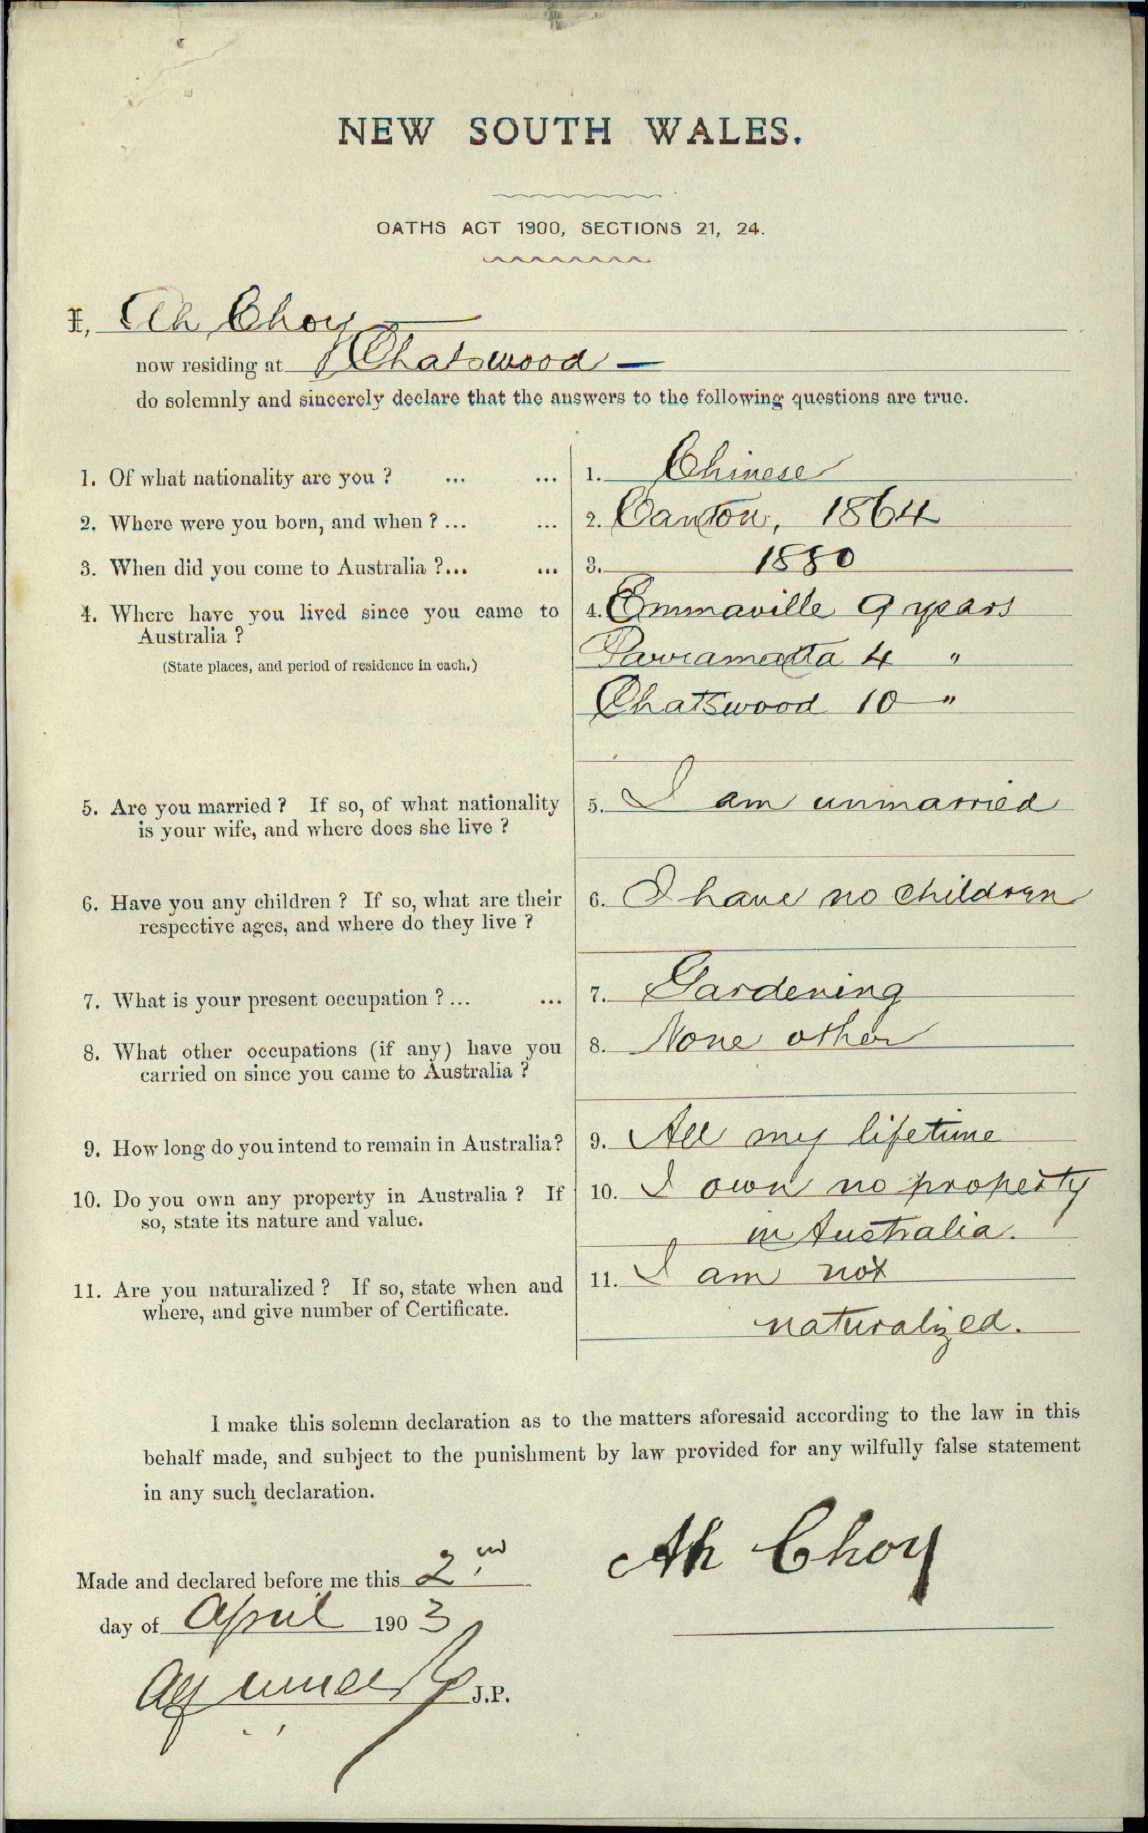 NEW SOUTH WALES.
OATHS ACT 1900, SECTIONS 21, 24.
I, Ah Choy
now residing at Chatswood —
do solemnly and sincerely declare that the answers to the following questions are true.
1. Of what nationality are you ? ... ... 1. Chinese
2. Where were you born, and when ? ... ... 2. Canton, 1864
3. When did you come to Australia ?... ... 3. 1880
4. Where have you lived since you came to 4. Emmaville 9 years
Australia ?
(State places, and period of residence in each.) Parramatta 4 "
Chatswood 10 "
5. Are you married ? If so, of what nationality 5. I am unmarried
is your wife, and where does she live ?
6. Have you any children ? If so, what are their 6. I have no children
respective ages, and where do they live ?
7. What is your present occupation ? ... ... 7. Gardening
8. What other occupations (if any) have you 8. None other
carried on since you came to Australia ?
9. How long do you intend to remain in Australia? 9. All my lifetime
10. Do you own any property in Australia ? If 10. I own no property
so, state its nature and value. in Australia.
11. Are you naturalized ? If so, state when and 11. I am not
where, and give number of Certificate. naturalized.
I make this solemn declaration as to the matters aforesaid according to the law in this
behalf made, and subject to the punishment by law provided for any wilfully false statement
in any such declaration.
Ah Choy
Made and declared before me this 2nd
day of April 1903
J.P.